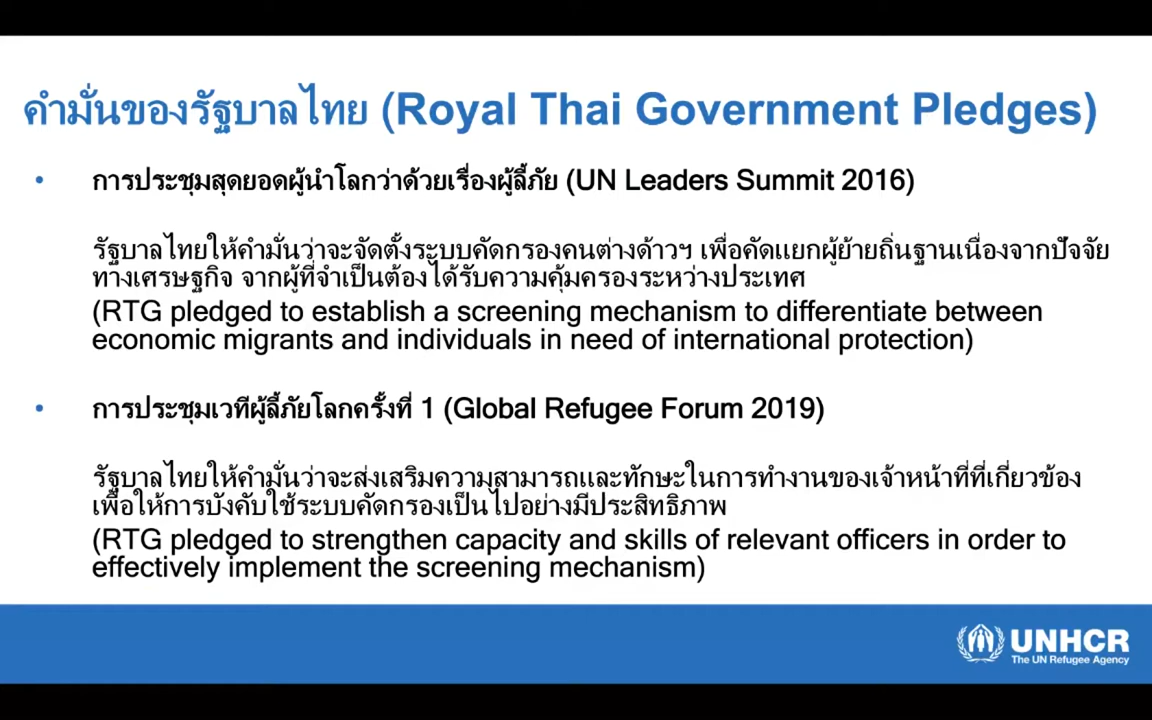 คำมั่นของรัฐบาลไทย (Royal Thai Government Pledges)
• การประชุมสุดยอดผู้นำโลกว่าด้วยเรื่องผู้ลี้ภัย (UN Leaders Summit 2016)
รัฐบาลไทยให้คำมั่นว่าจะจัดตั้งระบบคัดกรองคนต่างด้าวฯ เพื่อคัดแยกผู้ย้ายถิ่นฐานเนื่องจากปัจจัย
ทางเศรษฐกิจ จากผู้ที่จำเป็นต้องได้รับความคุ้มครองระหว่างประเทศ
(RTG pledged to establish a screening mechanism to differentiate between
economic migrants and individuals in need of international protection)
• การประชุมเวทีผู้ลี้ภัยโลกครั้งที่ 1 (Global Refugee Forum 2019)
รัฐบาลไทยให้คำมั่นว่าจะส่งเสริมความสามารถและทักษะในการทำงานของเจ้าหน้าที่ที่เกี่ยวข้อง
เพื่อให้การบังคับใช้ระบบคัดกรองเป็นไปอย่างมีประสิทธิภาพ
(RTG pledged to strengthen capacity and skills of relevant officers in order to
effectively implement the screening mechanism)
UNHCR
The UN Refugee Agency